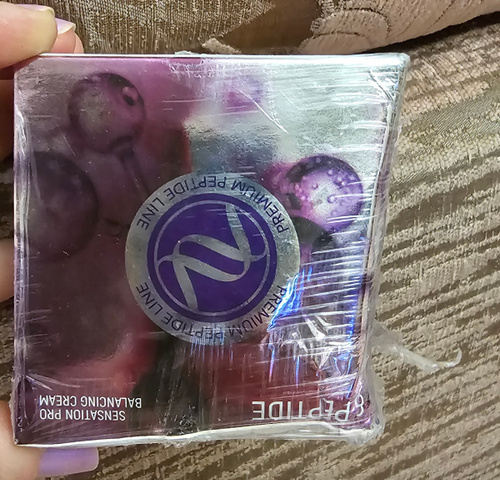 PEPTIDE
SENSATION PRO
BALANCING CREAM
PREMIUM PEPTIDE LINE
PREMIUM PEPTIDE LINE